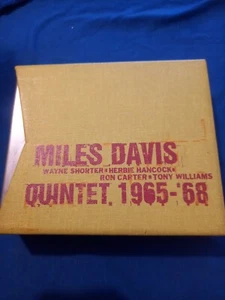 MILES DAVIS
WAYNE SHORTER★HERBIE HANCOCK★
RON CARTER★TONY WILLIAMS
QUINTET, 1965-'68